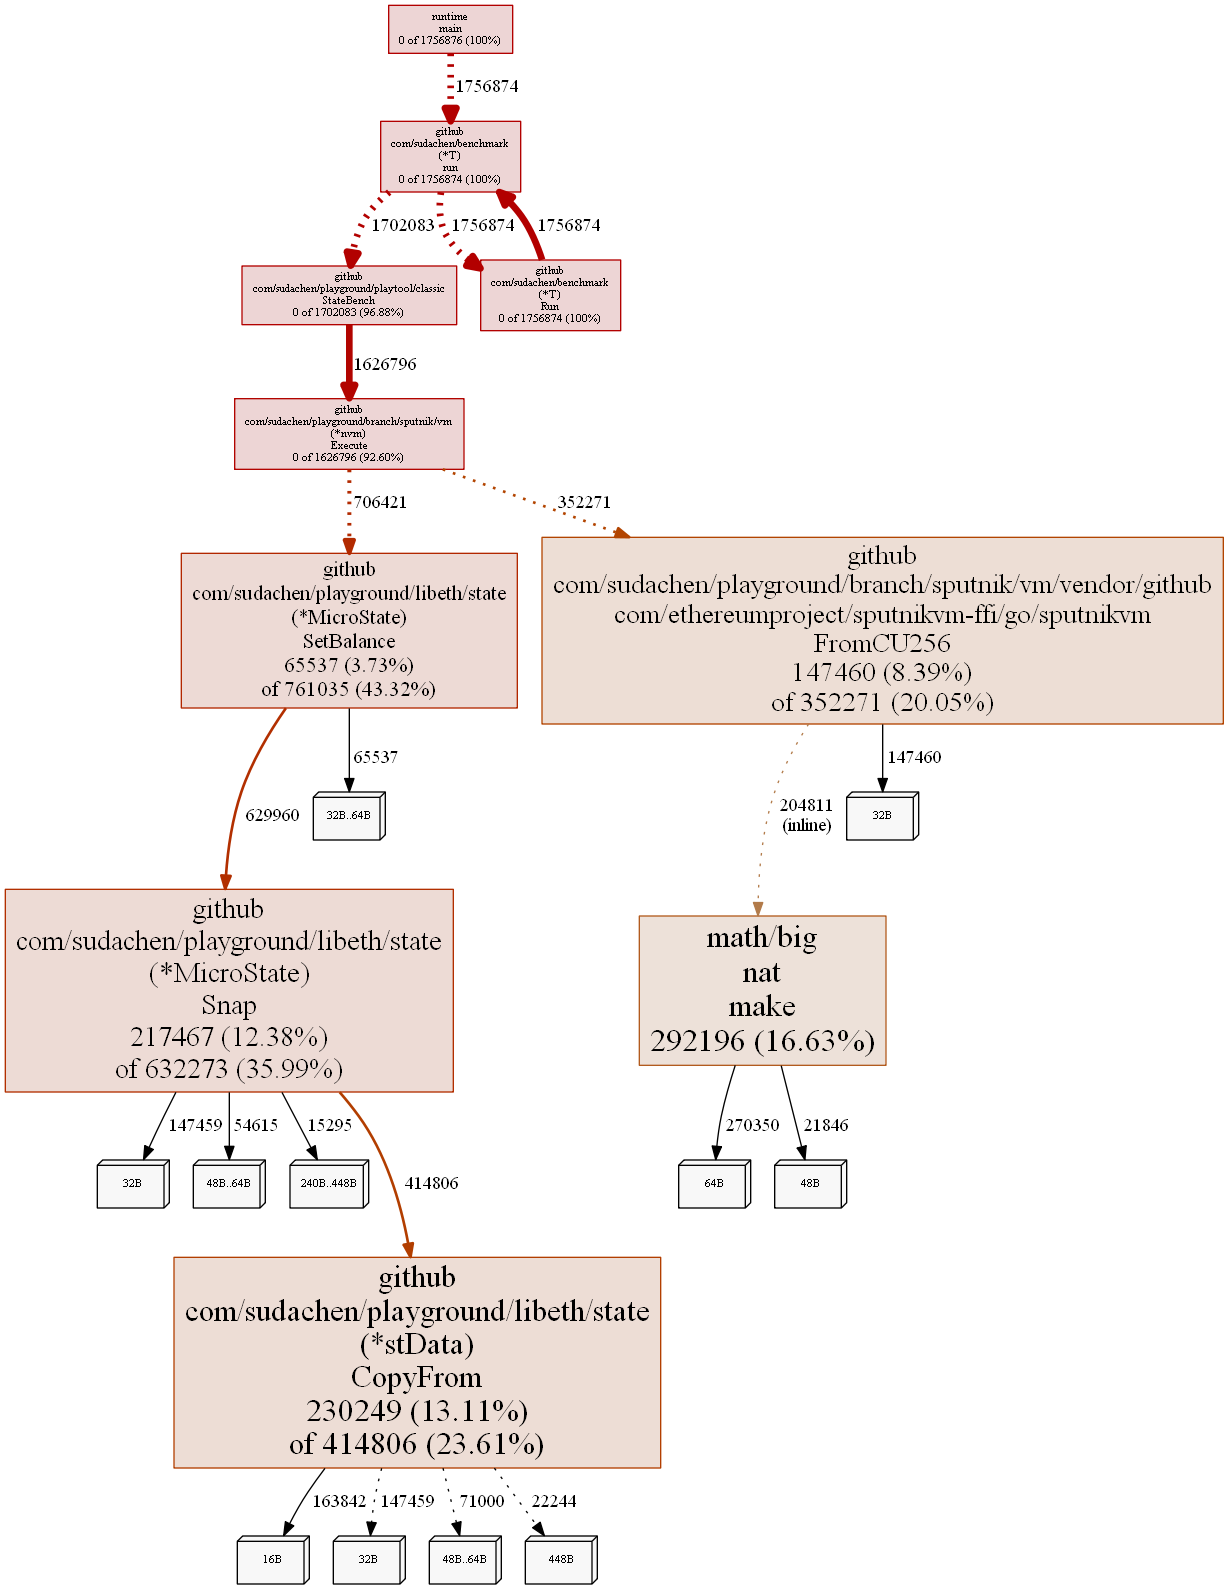 runtime
main
0 of 1756876 (100%)
1756874
github
com/sudachen/benchmark
(*T)
run
0 of 1756874 (100%)
1702083
1756874
1756874
github
com/sudachen/playground/playtool/classic
StateBench
0 of 1702083 (96.88%)
github
com/sudachen/benchmark
(*T)
Run
0 of 1756874 (100%)
1626796
github
com/sudachen/playground/branch/sputnik/vm
(*nvm)
Execute
0 of 1626796 (92.60%)
706421
352271
github
com/sudachen/playground/libeth/state
(*MicroState)
SetBalance
65537 (3.73%)
of 761035 (43.32%)
github
com/sudachen/playground/branch/sputnik/vm/vendor/github
com/ethereumproject/sputnikvm-ffi/go/sputnikvm
FromCU256
147460 (8.39%)
of 352271 (20.05%)
629960
65537
32B..64B
204811
(inline)
147460
32B
github
com/sudachen/playground/libeth/state
(*MicroState)
Snap
217467 (12.38%)
of 632273 (35.99%)
math/big
nat
make
292196 (16.63%)
147459
54615
15295
414806
270350
21846
32B
48B..64B
240B..448B
64B
48B
github
com/sudachen/playground/libeth/state
(*stData)
CopyFrom
230249 (13.11%)
of 414806 (23.61%)
163842
147459
71000
22244
16B
32B
48B..64B
448B